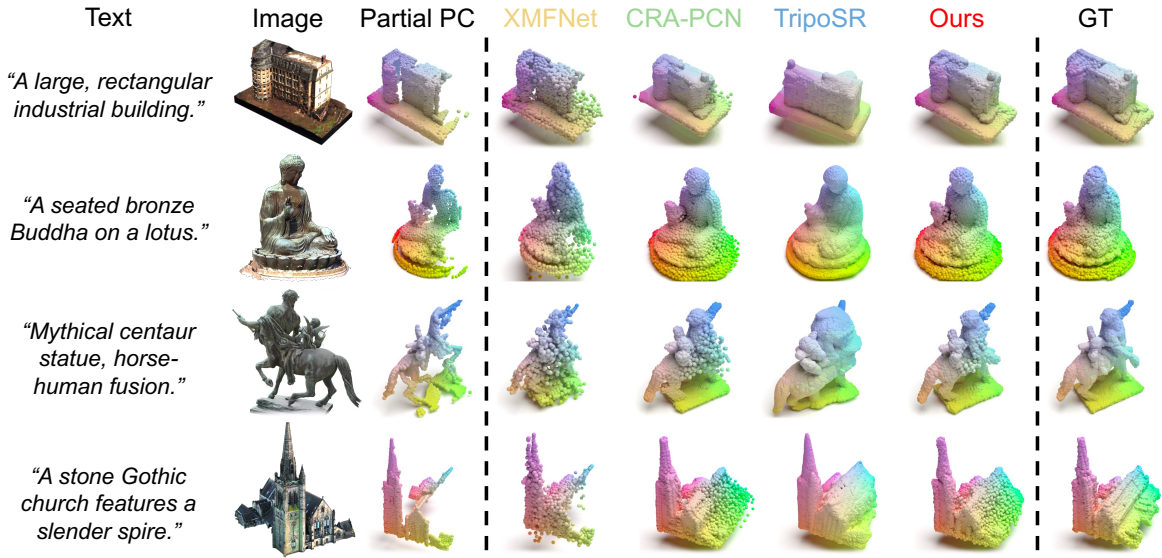 Text Image Partial PC XMFNet CRA-PCN TripoSR Ours GT
“A large, rectangular
industrial building.”
“A seated bronze
Buddha on a lotus.”
“Mythical centaur
statue, horse-
human fusion.”
“A stone Gothic
church features a
slender spire.”